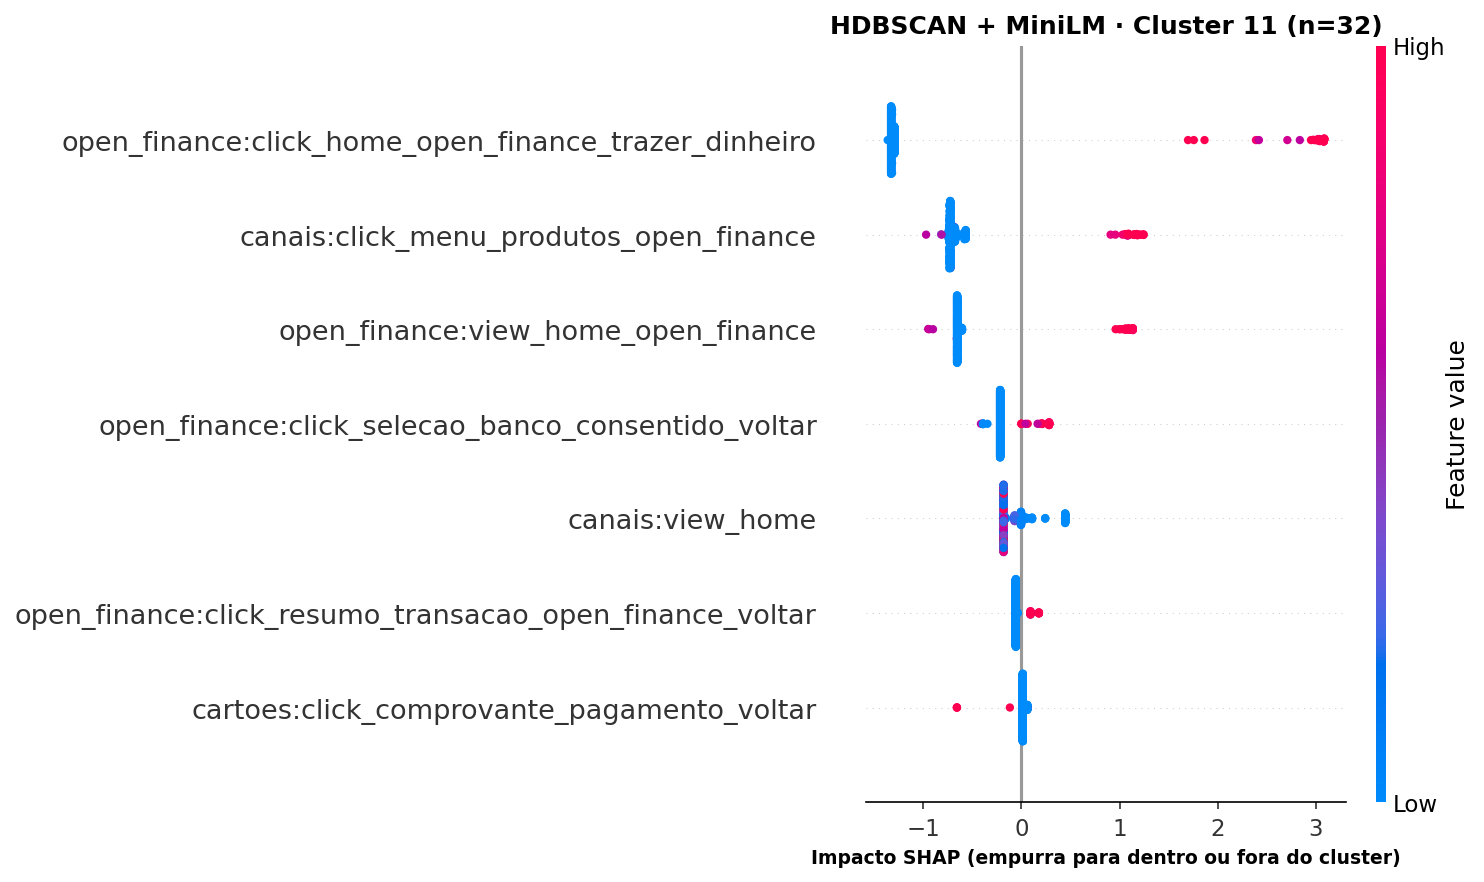 HDBSCAN + MiniLM · Cluster 11 (n=32)
High
open_finance:click_home_open_finance_trazer_dinheiro
canais:click_menu_produtos_open_finance
open_finance:view_home_open_finance
open_finance:click_selecao_banco_consentido_voltar
canais:view_home
open_finance:click_resumo_transacao_open_finance_voltar
cartoes:click_comprovante_pagamento_voltar
Feature value
Low
−1 0 1 2 3
Impacto SHAP (empurra para dentro ou fora do cluster)